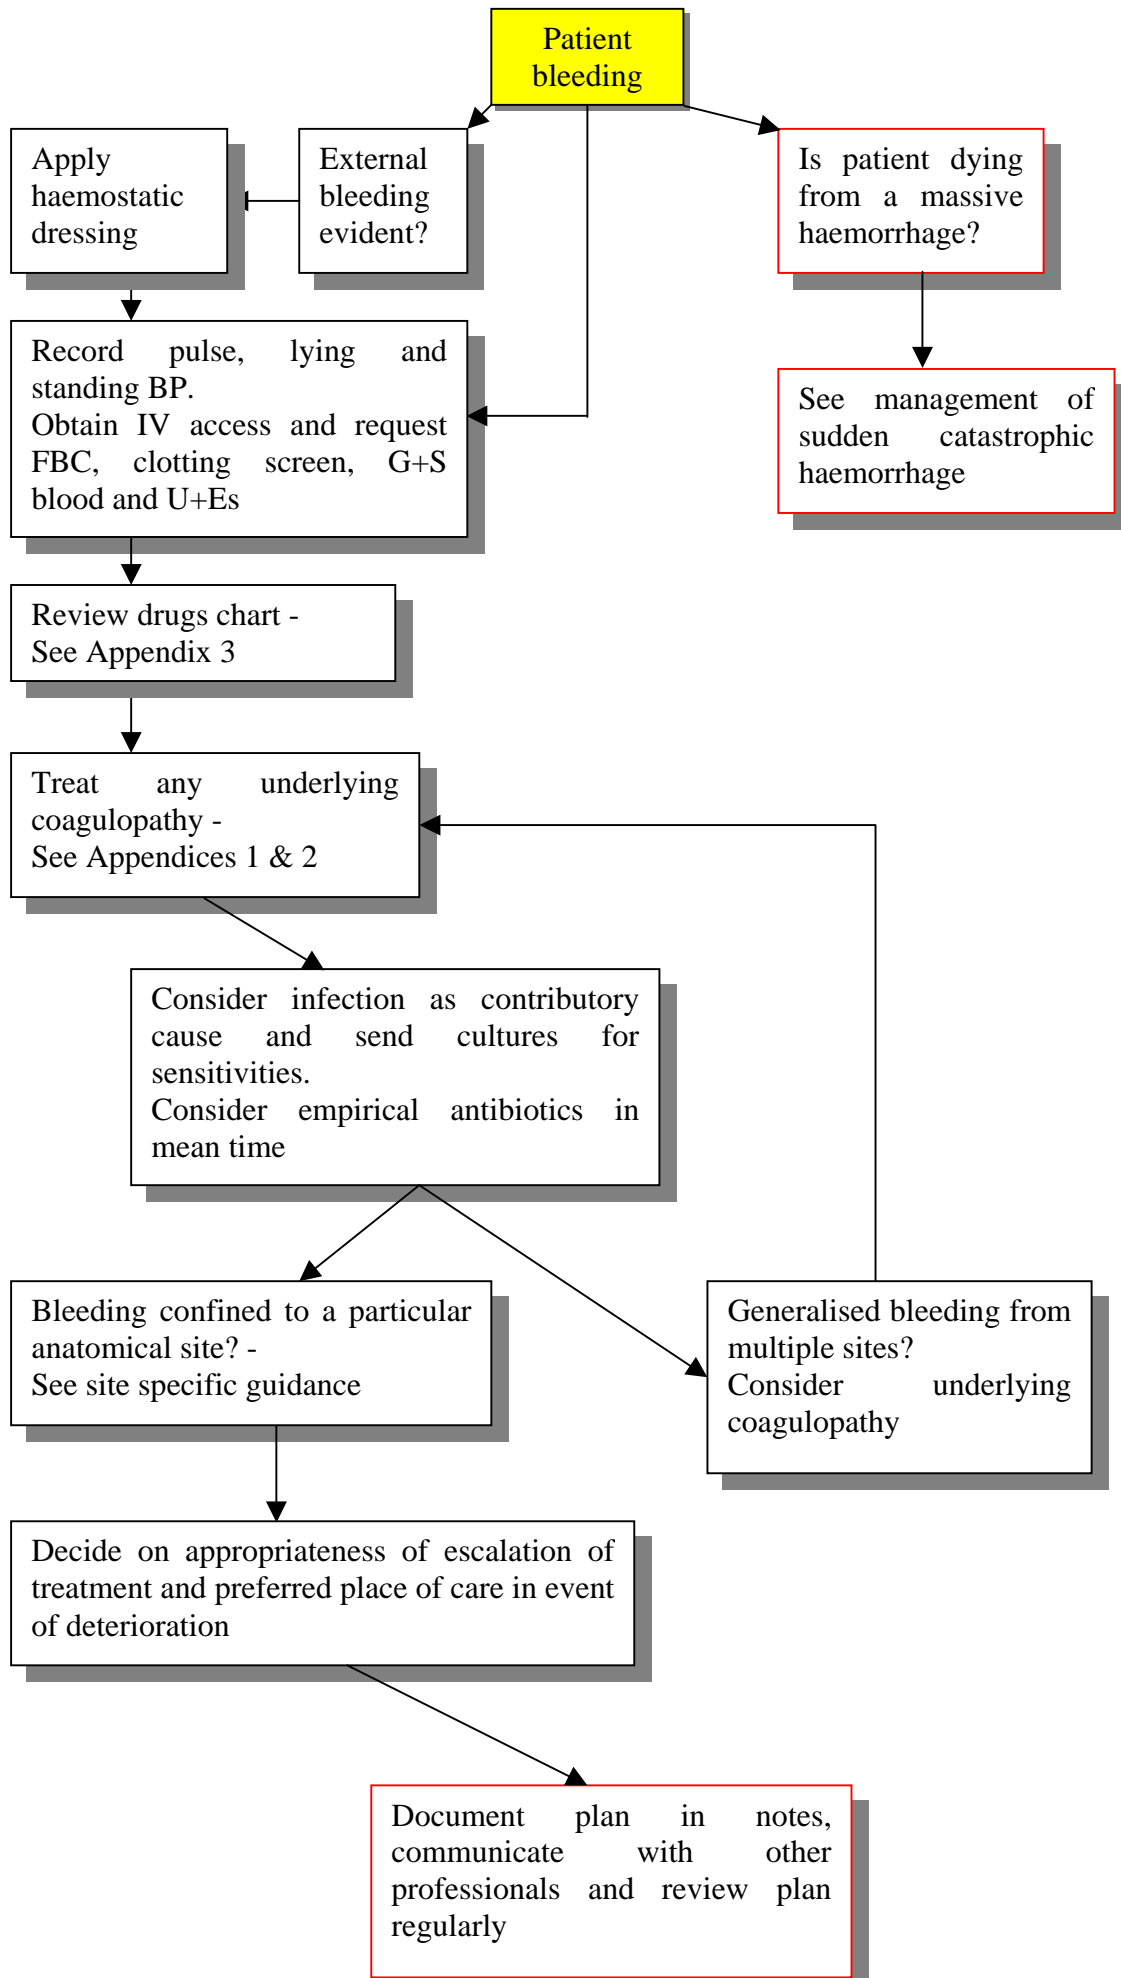 Patient
bleeding
Apply
haemostatic
dressing
External
bleeding
evident?
Is patient dying
from a massive
haemorrhage?
Record pulse, lying and
standing BP.
Obtain IV access and request
FBC, clotting screen, G+S
blood and U+Es
See management of
sudden catastrophic
haemorrhage
Review drugs chart -
See Appendix 3
Treat any underlying
coagulopathy -
See Appendices 1 & 2
Consider infection as contributory
cause and send cultures for
sensitivities.
Consider empirical antibiotics in
mean time
Bleeding confined to a particular
anatomical site? -
See site specific guidance
Generalised bleeding from
multiple sites?
Consider underlying
coagulopathy
Decide on appropriateness of escalation of
treatment and preferred place of care in event
of deterioration
Document plan in notes,
communicate with other
professionals and review plan
regularly